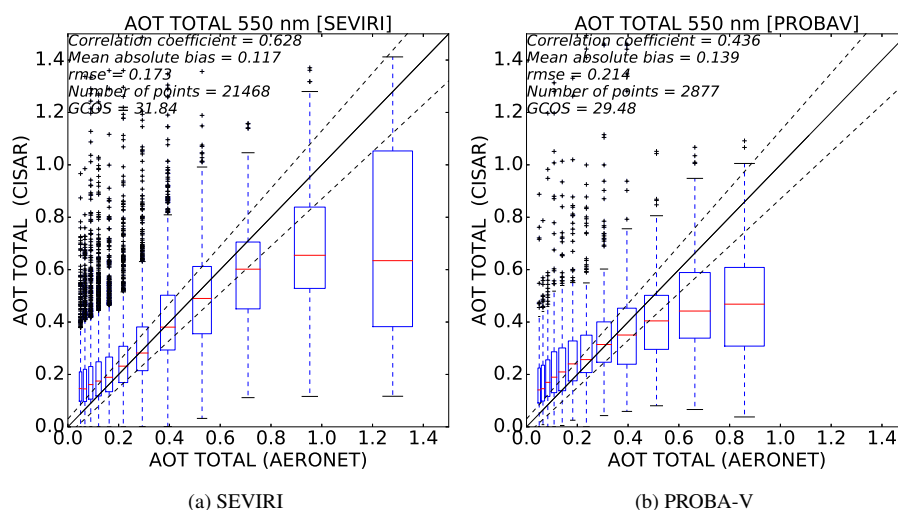 AOT TOTAL 550 nm [SEVIRI]
Correlation coefficient = 0.628
Mean absolute bias = 0.117
rmse = 0.173
Number of points = 21468
GCOS = 31.84
1.4
1.2
1.0
0.8
0.6
0.4
0.2
0.0
AOT TOTAL (CISAR)
0.0 0.2 0.4 0.6 0.8 1.0 1.2 1.4
AOT TOTAL (AERONET)
(a) SEVIRI
AOT TOTAL 550 nm [PROBAV]
Correlation coefficient = 0.436
Mean absolute bias = 0.139
rmse = 0.214
Number of points = 2877
GCOS = 29.48
1.4
1.2
1.0
0.8
0.6
0.4
0.2
0.0
AOT TOTAL (CISAR)
0.0 0.2 0.4 0.6 0.8 1.0 1.2 1.4
AOT TOTAL (AERONET)
(b) PROBA-V